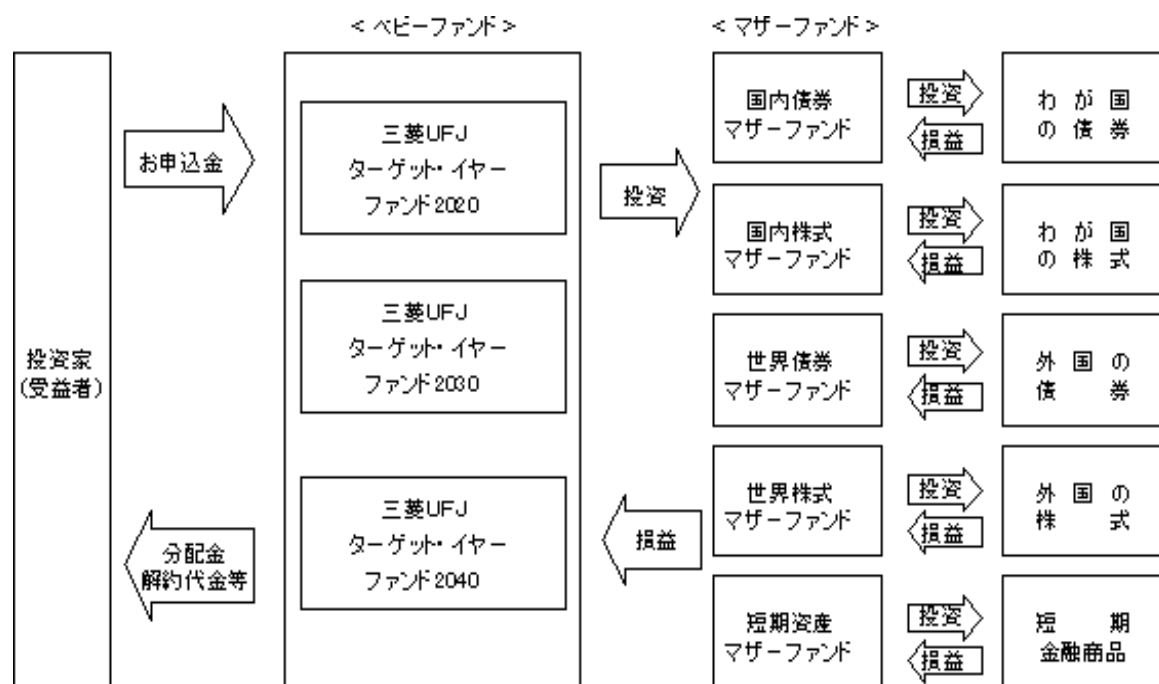 ＜ ベビーファンド ＞
＜ マザーファンド ＞
投資家
(受益者)
お申込金
分配金
解約代金等
三菱UFJ
ターゲット・イヤー
ファンド2020
三菱UFJ
ターゲット・イヤー
ファンド2030
三菱UFJ
ターゲット・イヤー
ファンド2040
投資
損益
国内債券
マザーファンド
投資
損益
わが国
の債券
国内株式
マザーファンド
投資
損益
わが国
の株式
世界債券
マザーファンド
投資
損益
外国の
債券
世界株式
マザーファンド
投資
損益
外国の
株式
短期資産
マザーファンド
投資
損益
短期
金融商品